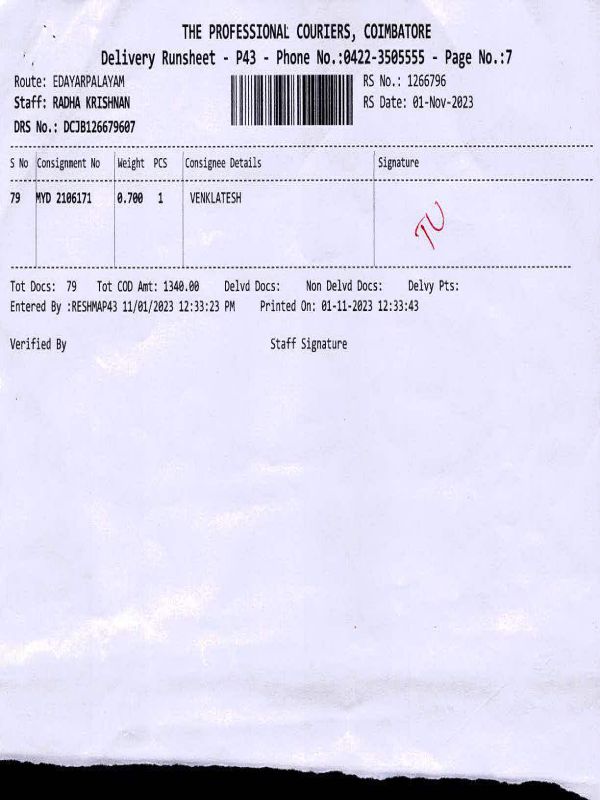 THE PROFESSIONAL COURIERS, COIMBATORE
Delivery Runsheet - P43 - Phone No.:0422-3505555 - Page No.:7
Route: EDAYARPALAYAM RS No.: 1266796
Staff: RADHA KRISHNAN RS Date: 01-Nov-2023
DRS No.: DCJB126679607
S No Consignment No Weight PCS Consignee Details Signature
79 MYD 2106171 0.700 1 VENKLATESH
Tot Docs: 79 Tot COD Amt: 1340.00 Delvd Docs: Non Delvd Docs: Delvy Pts:
Entered By :RESHMAP43 11/01/2023 12:33:23 PM Printed On: 01-11-2023 12:33:43
Verified By Staff Signature